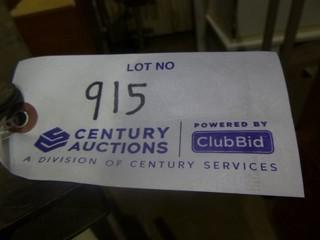 LOT NO
915
CENTURY AUCTIONS
POWERED BY
ClubBid
A DIVISION OF CENTURY SERVICES